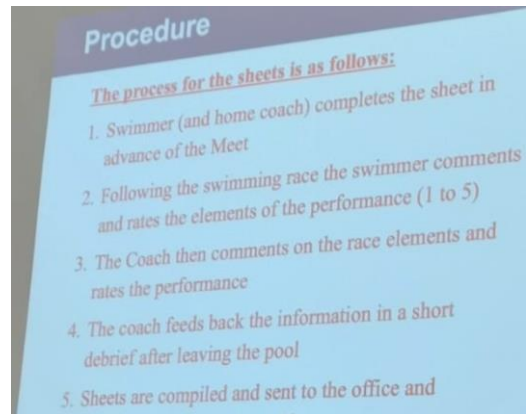 Procedure
The process for the sheets is as follows:
1. Swimmer (and home coach) completes the sheet in
advance of the Meet
2. Following the swimming race the swimmer comments
and rates the elements of the performance (1 to 5)
3. The Coach then comments on the race elements and
rates the performance
4. The coach feeds back the information in a short
debrief after leaving the pool
5. Sheets are compiled and sent to the office and